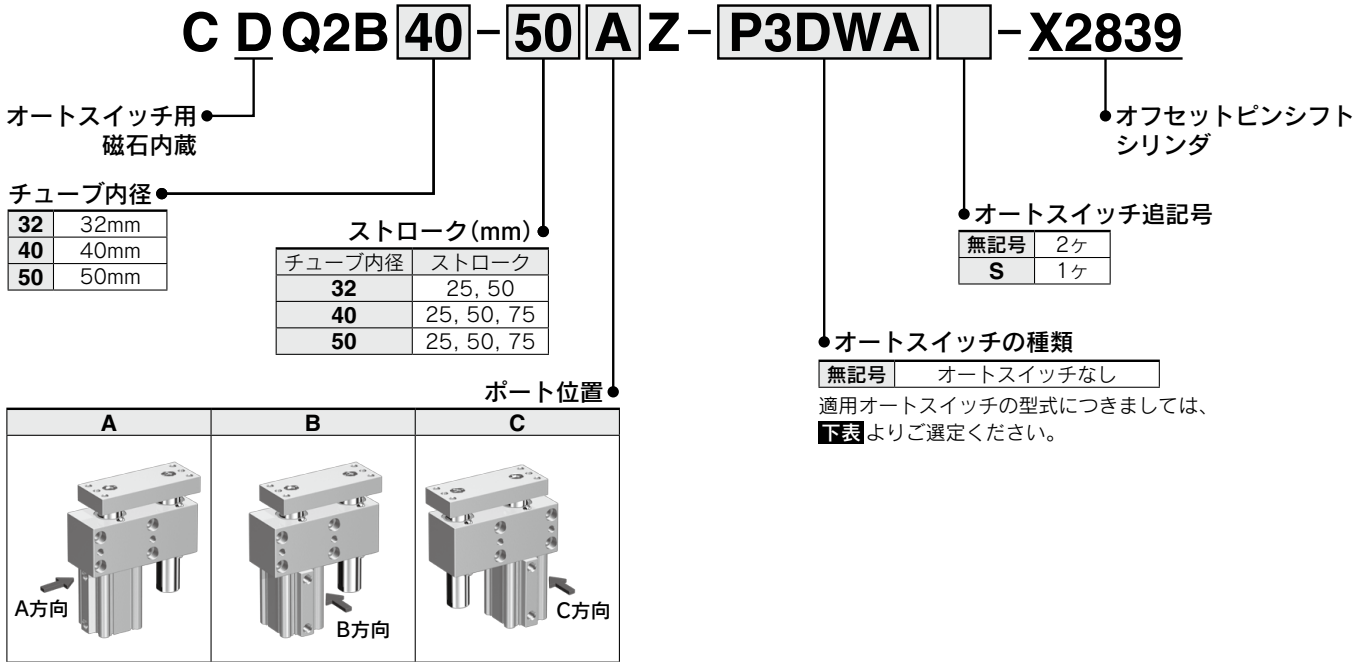 C D Q2B 40 - 50 A Z - P3DWA - X2839
オートスイッチ用
磁石内蔵
チューブ内径
32 32mm
40 40mm
50 50mm
ストローク(mm)
チューブ内径 ストローク
32 25, 50
40 25, 50, 75
50 25, 50, 75
ポート位置
A B C
A方向
B方向
C方向
オートスイッチの種類
無記号 オートスイッチなし
適用オートスイッチの型式につきましては、
下表よりご選定ください。
オートスイッチ追記号
無記号 2ヶ
S 1ヶ
オフセットピンシフト
シリンダ